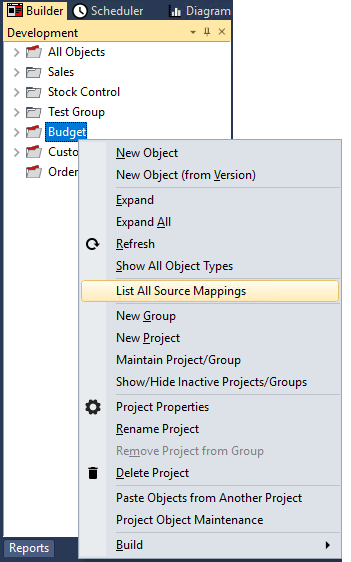 Builder Scheduler Diagram
Development
All Objects
Sales
Stock Control
Test Group
Budget
Custo
Order
New Object
New Object (from Version)
Expand
Expand All
Refresh
Show All Object Types
List All Source Mappings
New Group
New Project
Maintain Project/Group
Show/Hide Inactive Projects/Groups
Project Properties
Rename Project
Remove Project from Group
Delete Project
Paste Objects from Another Project
Project Object Maintenance
Build
Reports